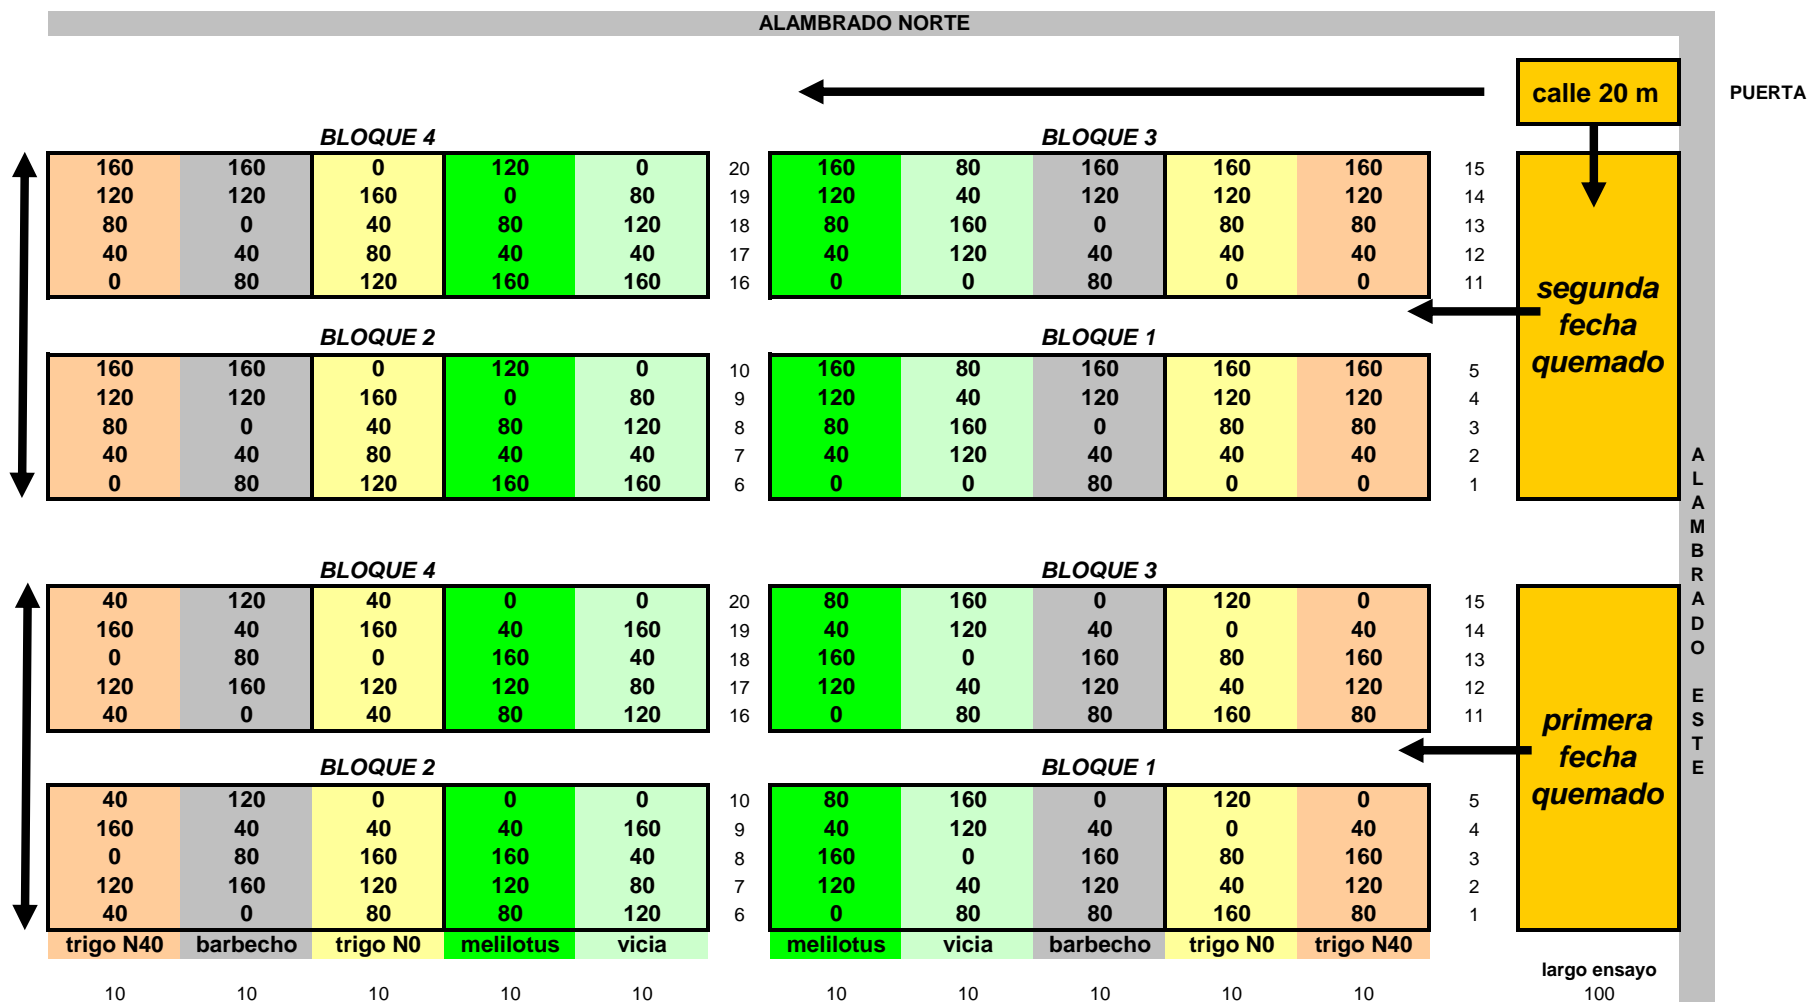 ALAMBRADO NORTE
calle 20 m
PUERTA
BLOQUE 4 BLOQUE 3
160 160 0 120 0 20 160 80 160 160 160 15
120 120 160 0 80 19 120 40 120 120 120 14
80 0 40 80 120 18 80 160 0 80 80 13
40 40 80 40 40 17 40 120 40 40 40 12
0 80 120 160 160 16 0 0 80 0 0 11
segunda
fecha
quemado
BLOQUE 2 BLOQUE 1
160 160 0 120 0 10 160 80 160 160 160 5
120 120 160 0 80 9 120 40 120 120 120 4
80 0 40 80 120 8 80 160 0 80 80 3
40 40 80 40 40 7 40 120 40 40 40 2
0 80 120 160 160 6 0 0 80 0 0 1
ALAMBRADO ESTE
BLOQUE 4 BLOQUE 3
40 120 40 0 0 20 80 160 0 120 0 15
160 40 160 40 160 19 40 120 40 0 40 14
0 80 0 160 40 18 160 0 160 80 160 13
120 160 120 120 80 17 120 40 120 40 120 12
40 0 40 80 120 16 0 80 80 160 80 11
primera
fecha
quemado
BLOQUE 2 BLOQUE 1
40 120 0 0 0 10 80 160 0 120 0 5
160 40 40 40 160 9 40 120 40 0 40 4
0 80 160 160 40 8 160 0 160 80 160 3
120 160 120 120 80 7 120 40 120 40 120 2
40 0 80 80 120 6 0 80 80 160 80 1
trigo N40 barbecho trigo N0 melilotus vicia melilotus vicia barbecho trigo N0 trigo N40
largo ensayo
10 10 10 10 10 10 10 10 10 10 100